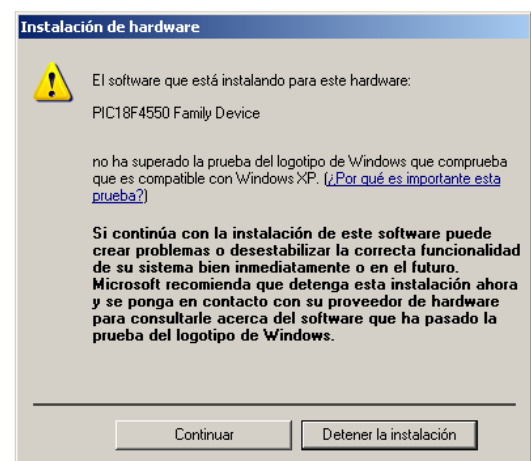 Instalación de hardware
El software que está instalando para este hardware:
PIC18F4550 Family Device
no ha superado la prueba del logotipo de Windows que comprueba
que es compatible con Windows XP. (¿Por qué es importante esta
prueba?)
Si continúa con la instalación de este software puede
crear problemas o desestabilizar la correcta funcionalidad
de su sistema bien inmediatamente o en el futuro.
Microsoft recomienda que detenga esta instalación ahora
y se ponga en contacto con su proveedor de hardware
para consultarle acerca del software que ha pasado la
prueba del logotipo de Windows.
Continuar
Detener la instalación